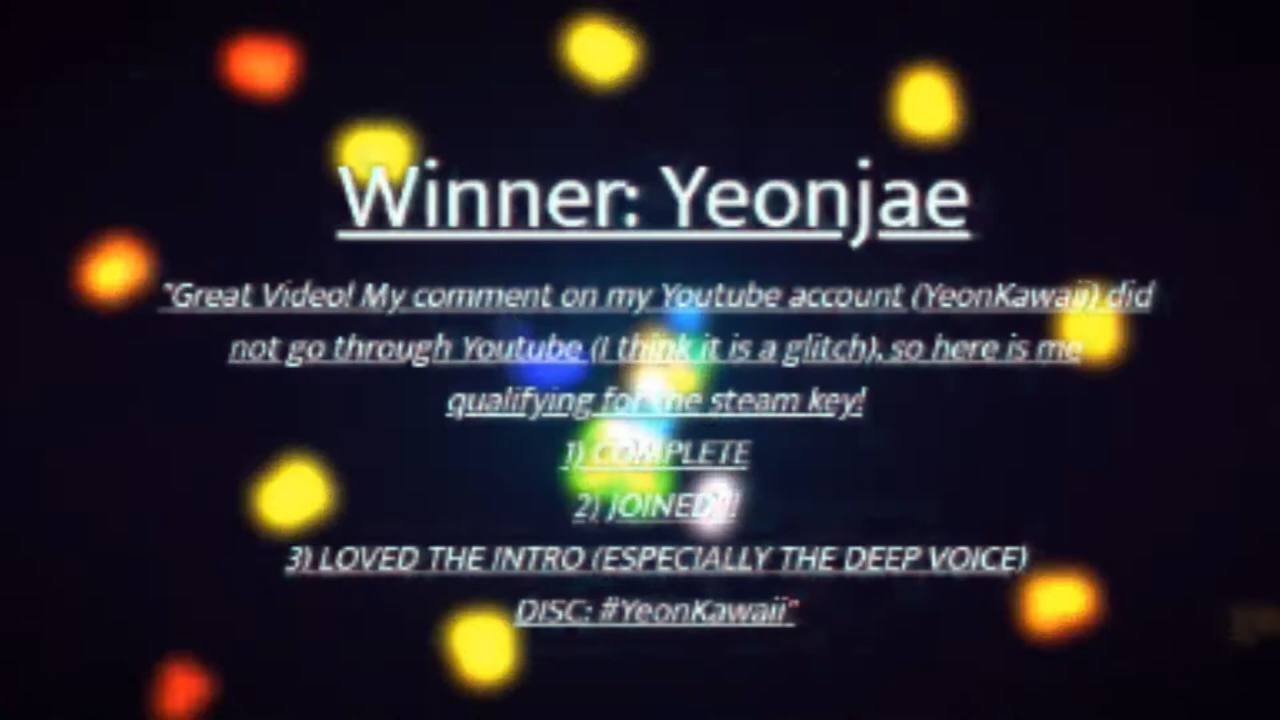 Winner: Yeonjae
"Great Video! My comment on my Youtube account (YeonKawaii) did
not go through Youtube (I think it is a glitch), so here is me
qualifying for the steam key!
1) COMPLETE
2) JOINED!!!
3) LOVED THE INTRO (ESPECIALLY THE DEEP VOICE)
DISC: #YeonKawaii"